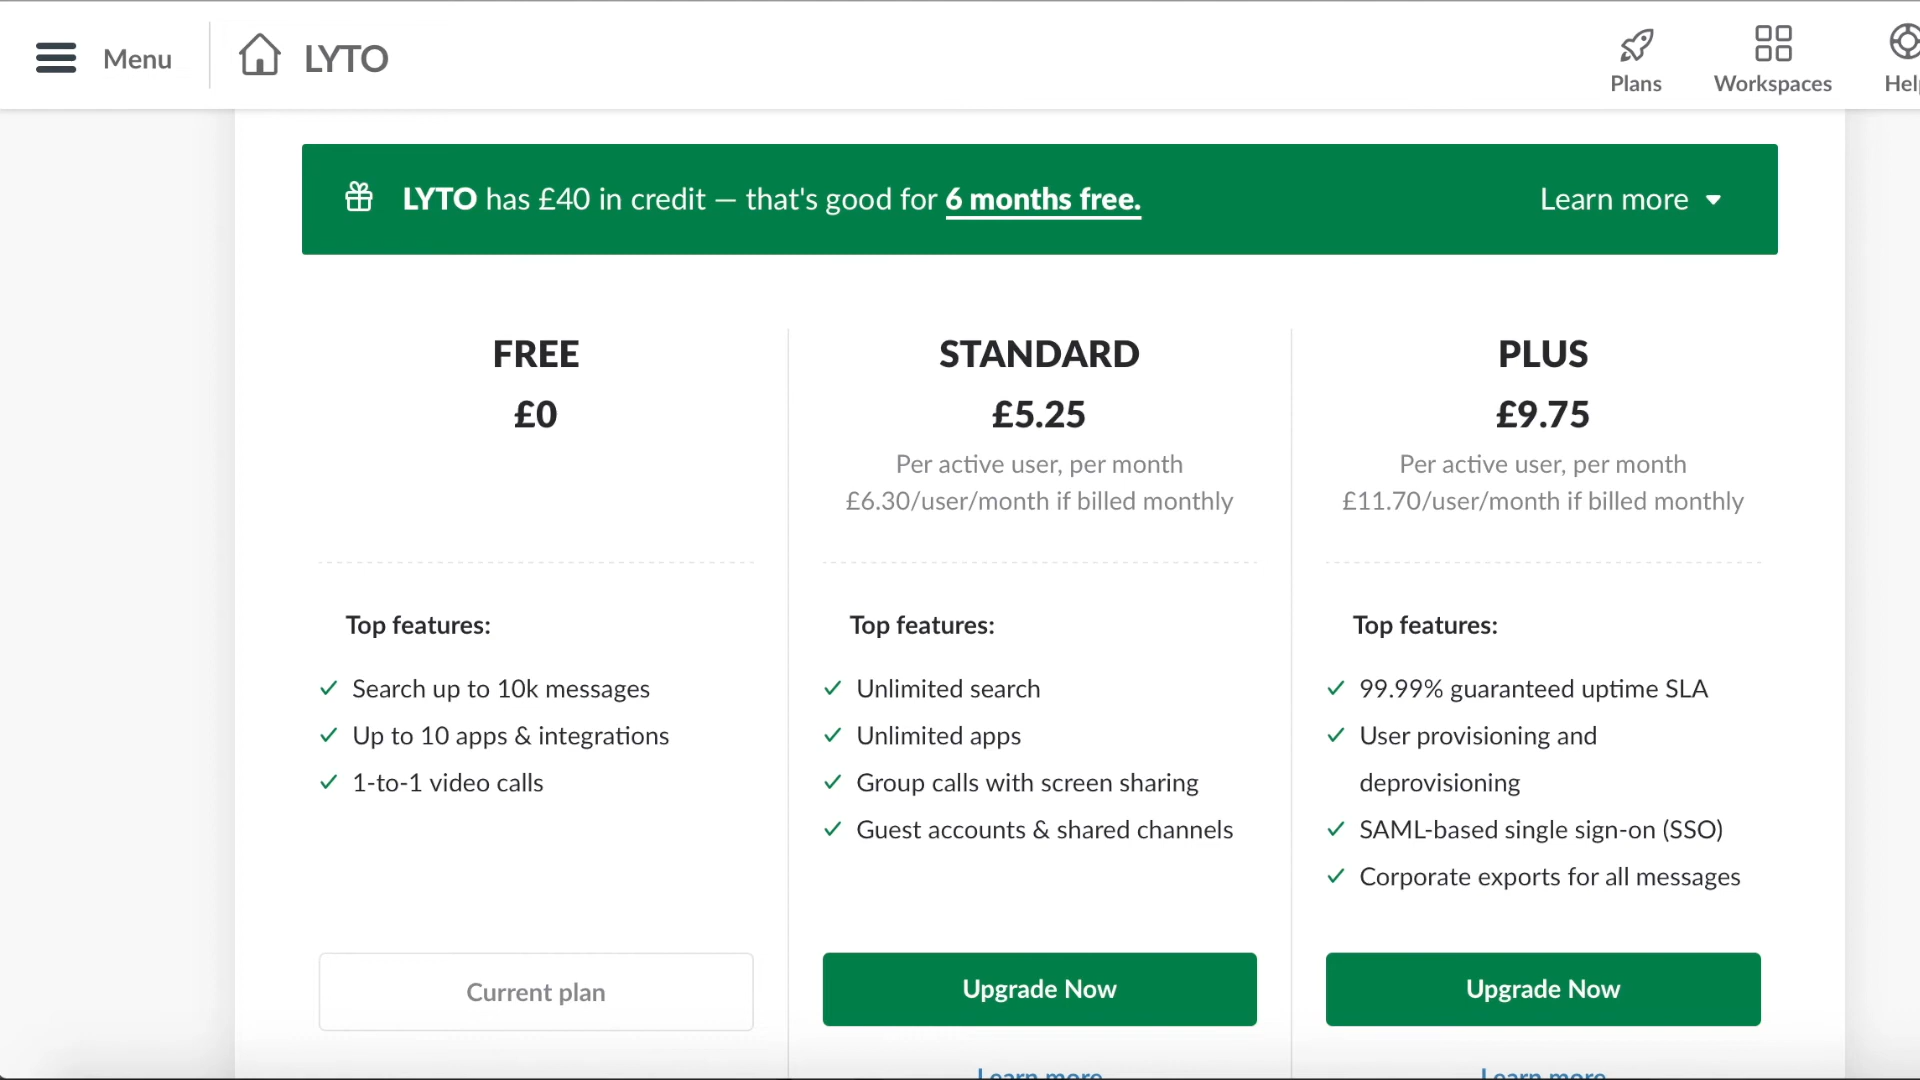 Menu
LYTO
Plans
Workspaces
LYTO has £40 in credit — that's good for 6 months free.
Learn more
FREE
£0
STANDARD
£5.25
Per active user, per month
£6.30/user/month if billed monthly
PLUS
£9.75
Per active user, per month
£11.70/user/month if billed monthly
Top features:
Search up to 10k messages
Up to 10 apps & integrations
1-to-1 video calls
Current plan
Top features:
Unlimited search
Unlimited apps
Group calls with screen sharing
Guest accounts & shared channels
Upgrade Now
Learn more
Top features:
99.99% guaranteed uptime SLA
User provisioning and
deprovisioning
SAML-based single sign-on (SSO)
Corporate exports for all messages
Upgrade Now
Learn more